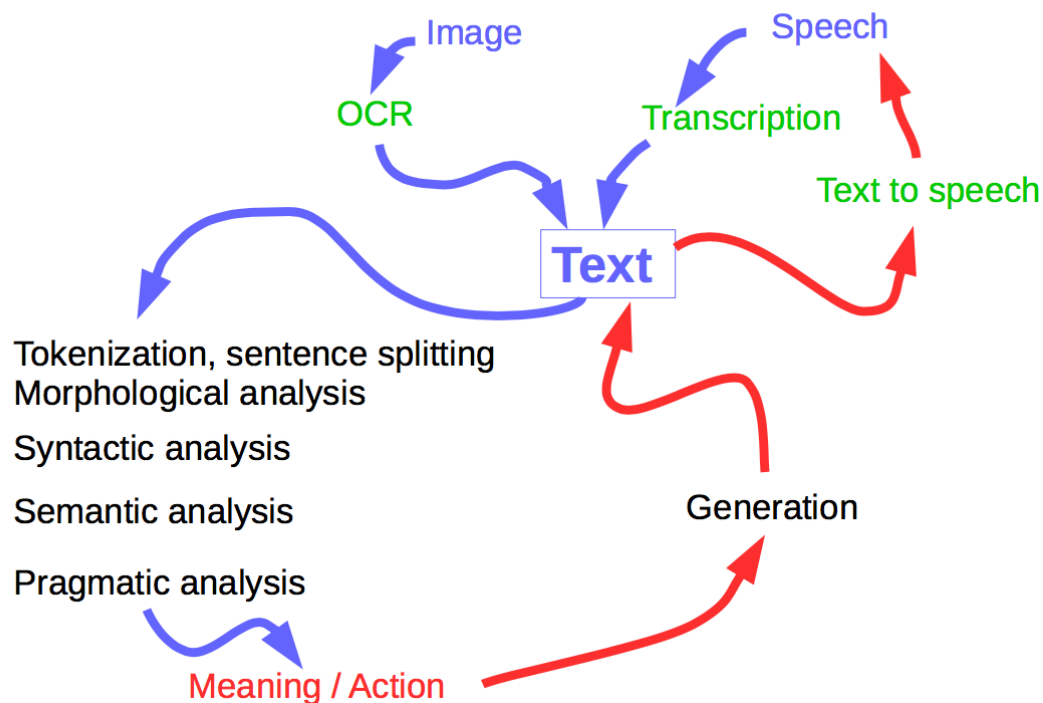 Image
Speech
OCR
Transcription
Text to speech
Text
Tokenization, sentence splitting
Morphological analysis
Syntactic analysis
Semantic analysis
Generation
Pragmatic analysis
Meaning / Action